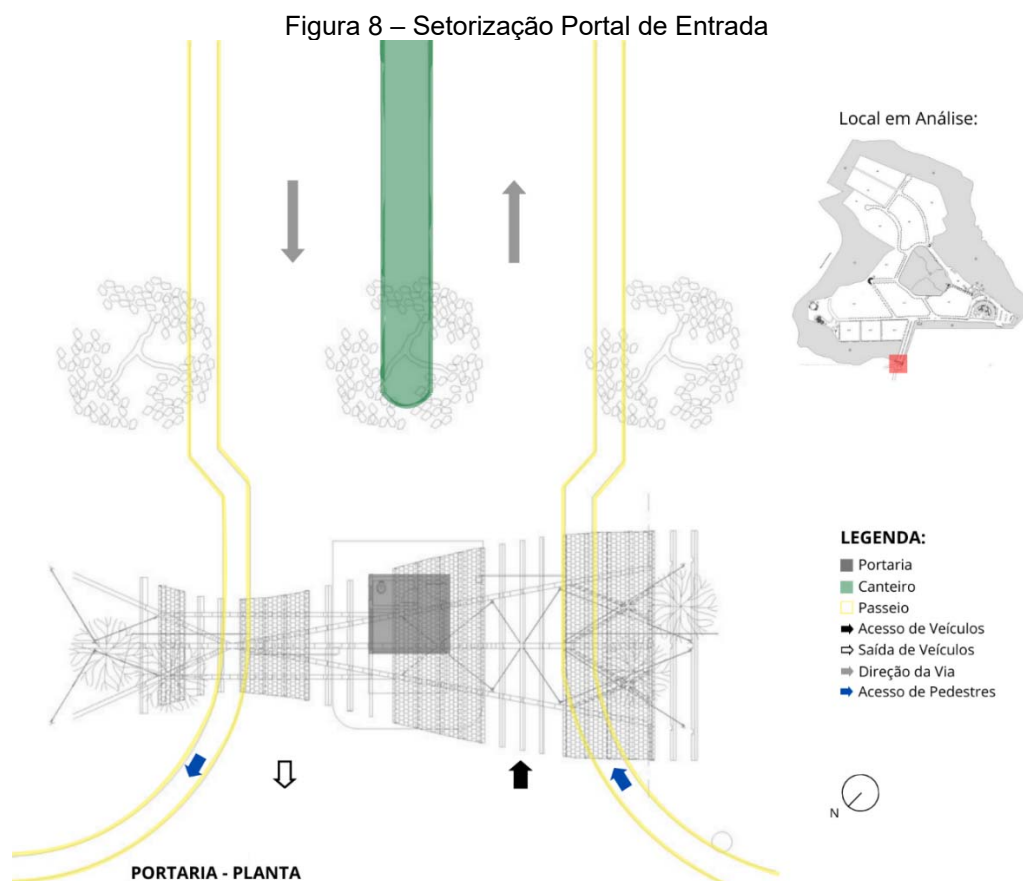 Figura 8 – Setorização Portal de Entrada
Local em Análise:
LEGENDA:
Portaria
Canteiro
Passeio
Acesso de Veículos
Saída de Veículos
Direção da Via
Acesso de Pedestres
N
PORTARIA - PLANTA